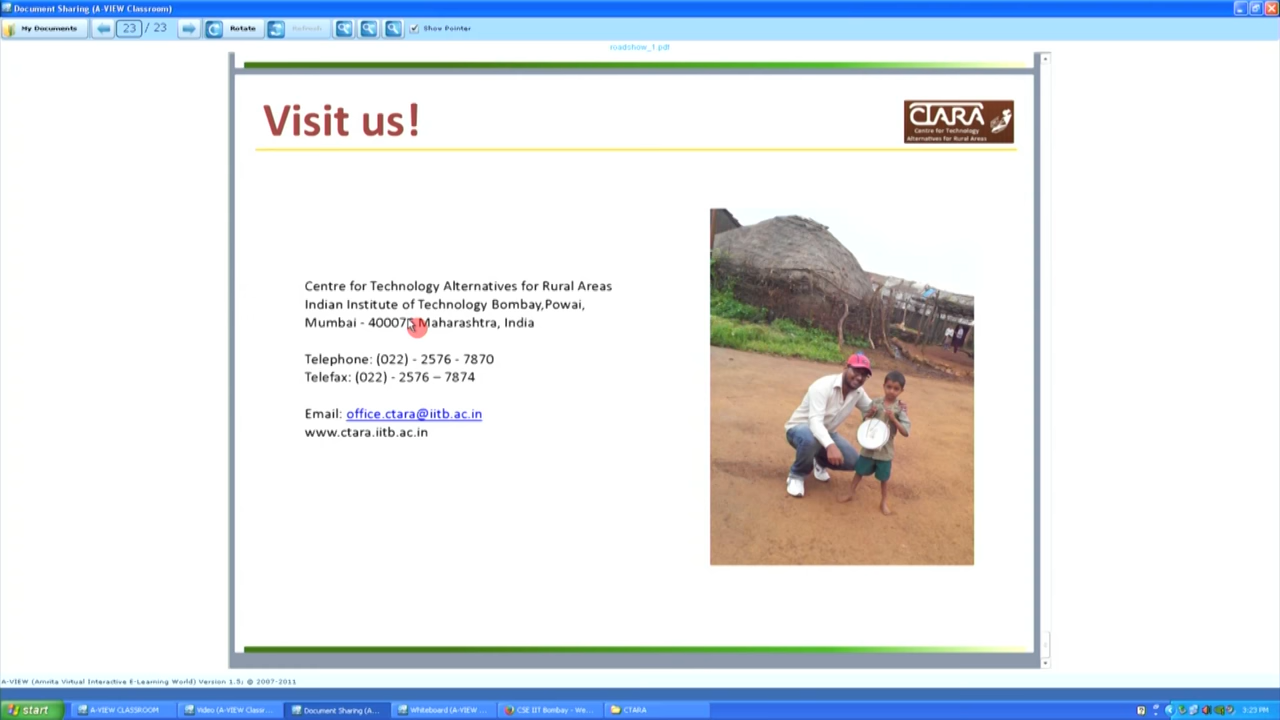 Document Sharing (A-VIEW Classroom)
My Documents 23 / 23 Rotate Refresh Show Pointer
roadshow_1.pdf
Visit us!
CTARA
Centre for Technology
Alternatives for Rural Areas
Centre for Technology Alternatives for Rural Areas
Indian Institute of Technology Bombay,Powai,
Mumbai - Maharashtra, India
Telephone: (022) - 2576 - 7870
Telefax: (022) - 2576 – 7874
Email: office.ctara@iitb.ac.in
www.ctara.iitb.ac.in
A-VIEW (Amrita Virtual Interactive E-Learning World) Version 1.5; @ 2007-2011
start A-VIEW CLASSROOM Video (A-VIEW Classr... Document Sharing (A... Whiteboard (A-VIEW ... CSE IIT Bombay - We... CTARA 3:23 PM